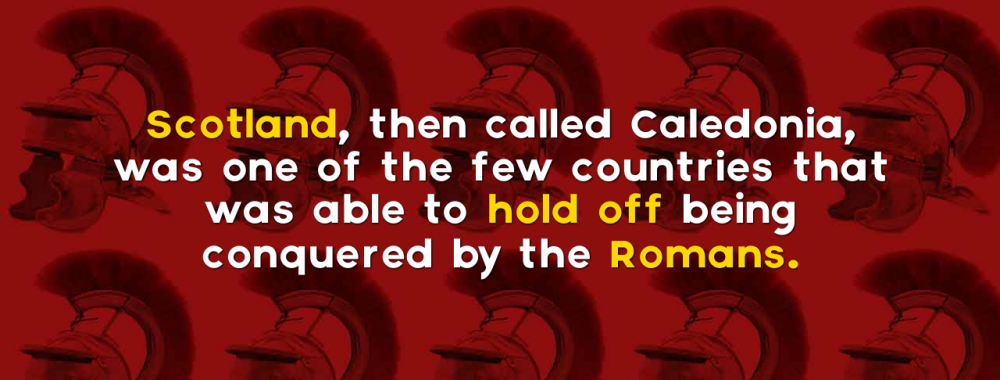 Scotland, then called Caledonia,
was one of the few countries that
was able to hold off being
conquered by the Romans.